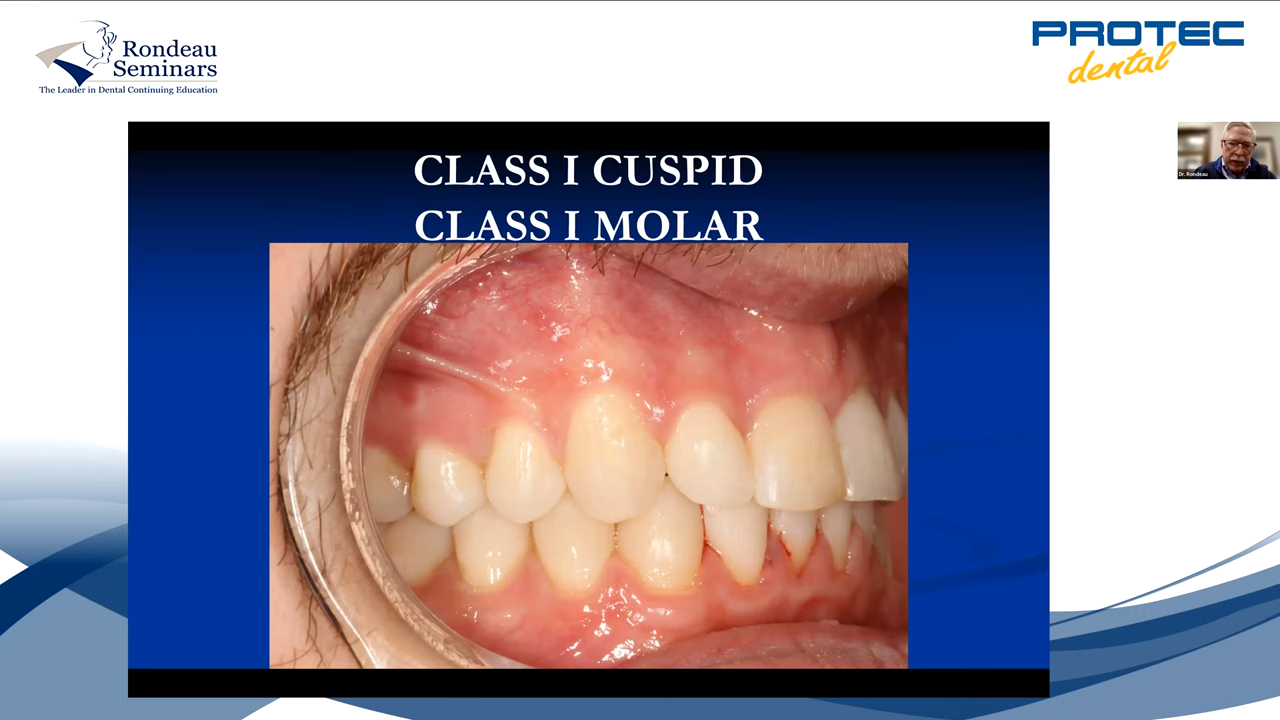 Rondeau
Seminars
The Leader in Dental Continuing Education
PROTEC
dental
CLASS I CUSPID
CLASS I MOLAR
Dr. Rondeau